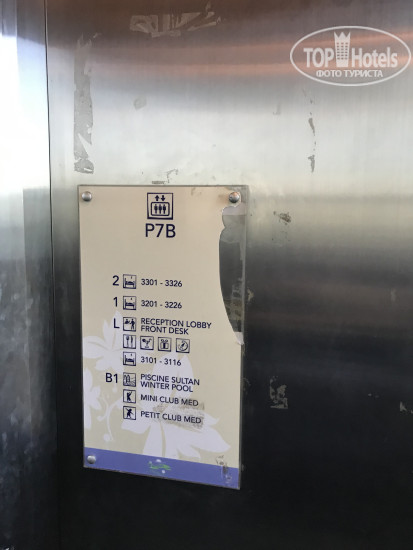 TOP Hotels
ФОТО ТУРИСТА
P7B
2 3301 - 3326
1 3201 - 3226
L RECEPTION LOBBY
FRONT DESK
3101 - 3116
B1 PISCINE SULTAN
WINTER POOL
MINI CLUB MED
PETIT CLUB MED